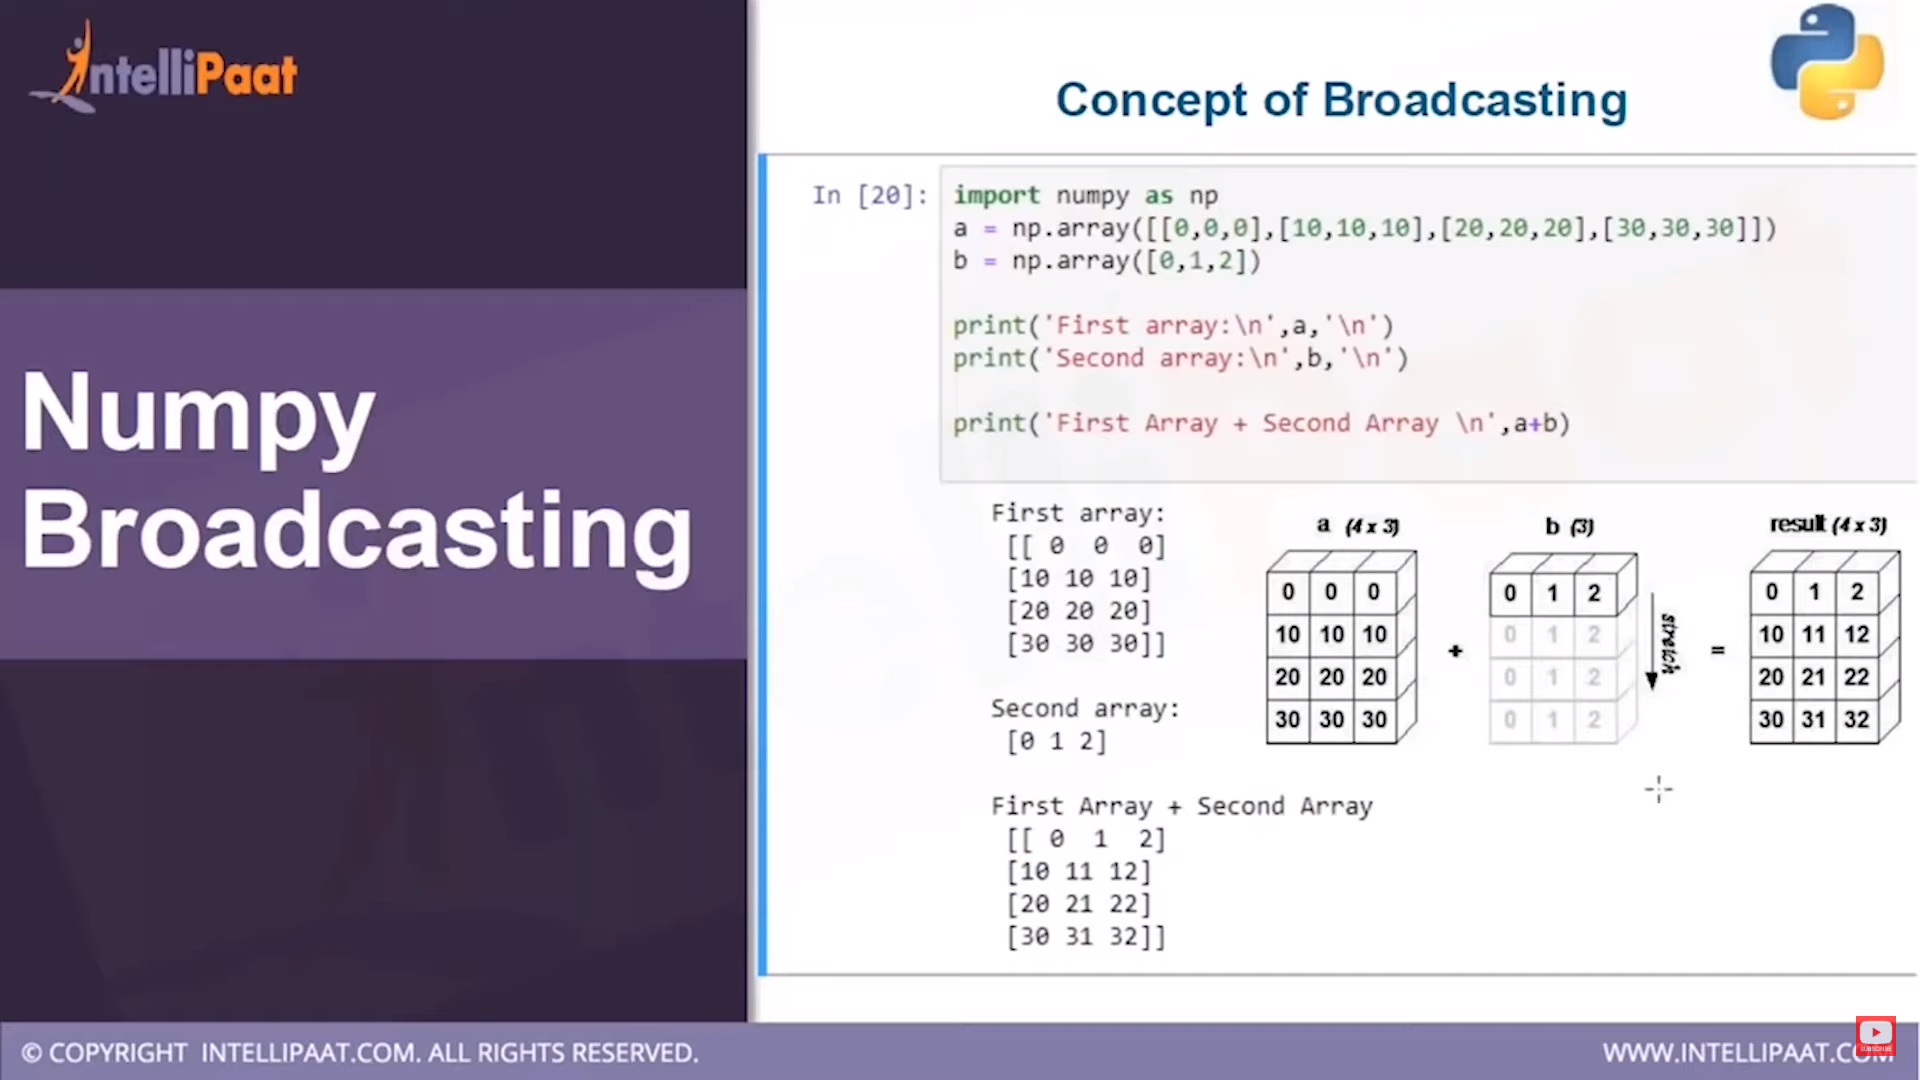 IntelliPaat
Numpy
Broadcasting
Concept of Broadcasting
In [20]:
import numpy as np
a = np.array([[0,0,0],[10,10,10],[20,20,20],[30,30,30]])
b = np.array([0,1,2])
print('First array:\n',a,'\n')
print('Second array:\n',b,'\n')
print('First Array + Second Array \n',a+b)
First array:
[[ 0 0 0]
[10 10 10]
[20 20 20]
[30 30 30]]
Second array:
[0 1 2]
First Array + Second Array
[[ 0 1 2]
[10 11 12]
[20 21 22]
[30 31 32]]
a (4 x 3)
0 0 0
10 10 10
20 20 20
30 30 30
+
b (3)
0 1 2
0 1 2
0 1 2
0 1 2
stretch
=
result (4 x 3)
0 1 2
10 11 12
20 21 22
30 31 32
© COPYRIGHT INTELLIPAAT.COM. ALL RIGHTS RESERVED.
WWW.INTELLIPAAT.COM
SUBSCRIBE